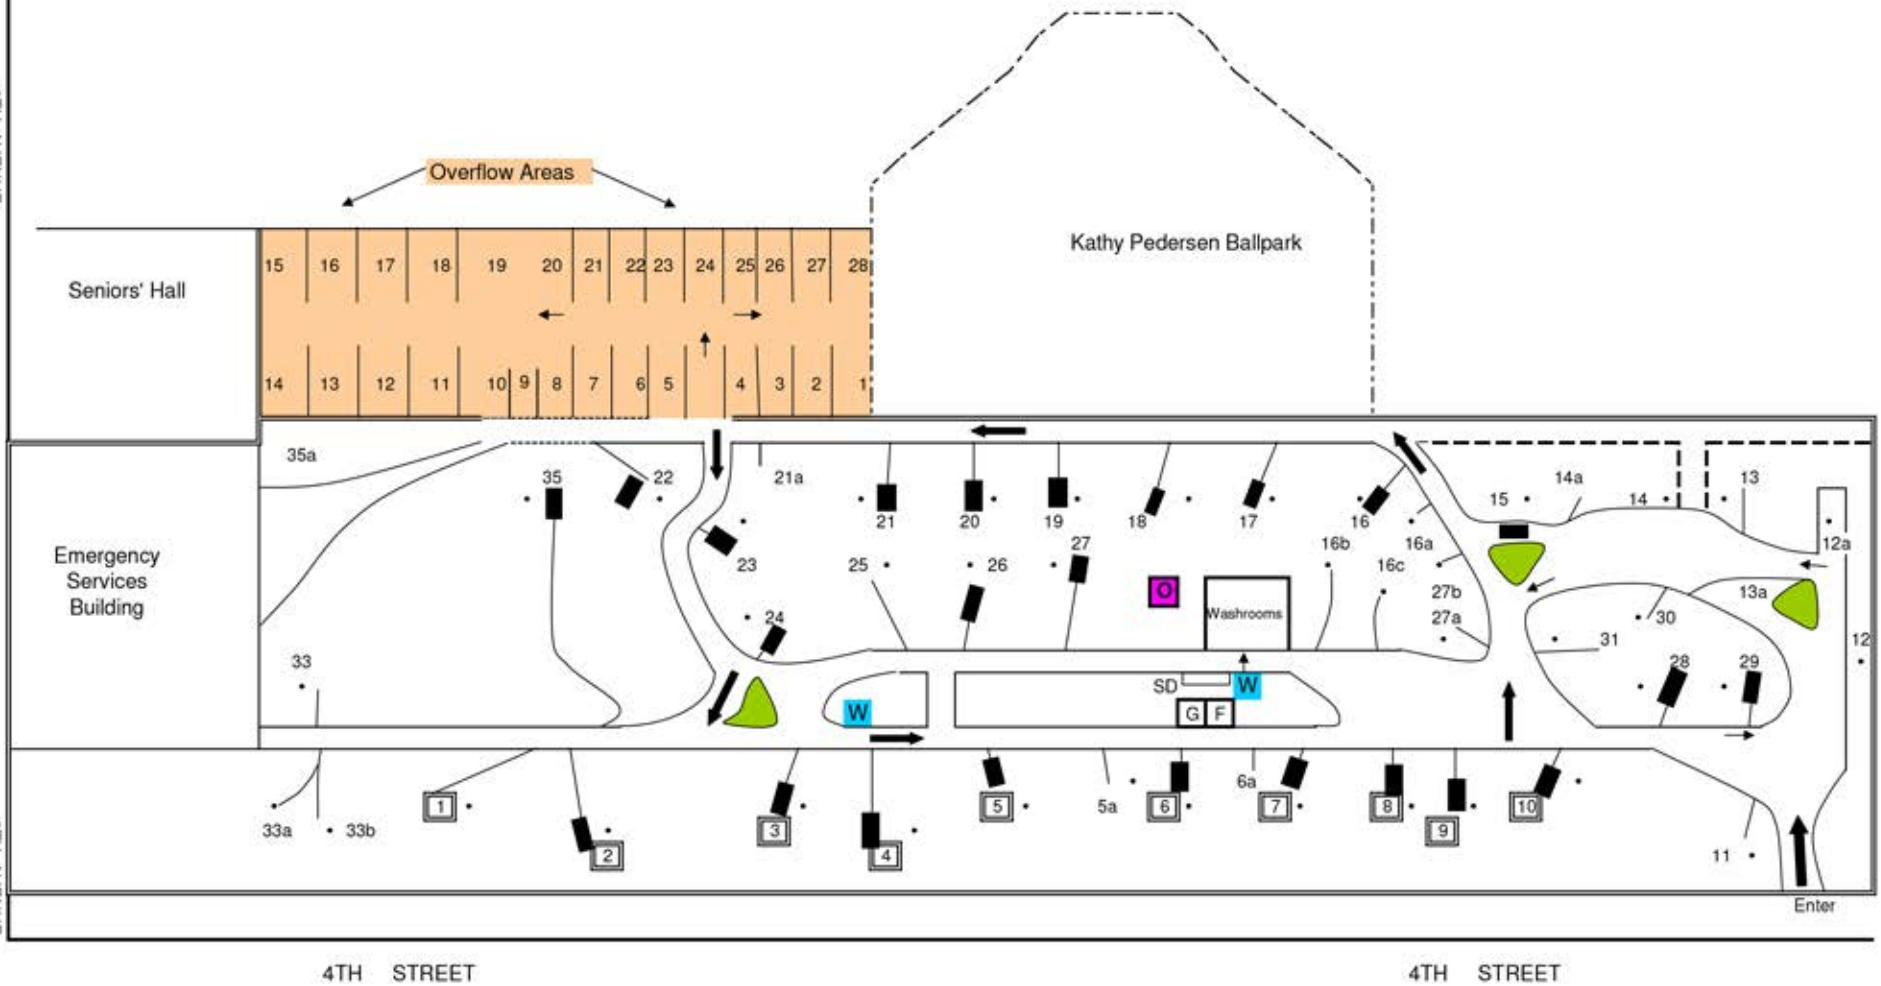 Overflow Areas
Kathy Pedersen Ballpark
Seniors' Hall
15 16 17 18 19 20 21 22 23 24 25 26 27 28
14 13 12 11 10 9 8 7 6 5 4 3 2 1
35a
35 22 21a 15 14a 14 13
21 20 19 18 17 16
Emergency
Services
Building
23 25 26 27 16b 16a 16c 12a
O
27b 13a
Washrooms
24 27a 30
31 12
33 28 29
SD W
W G F
1 3 5 5a 6 6a 7 8 9 10
33a 33b
2 4 11
Enter
4TH STREET 4TH STREET